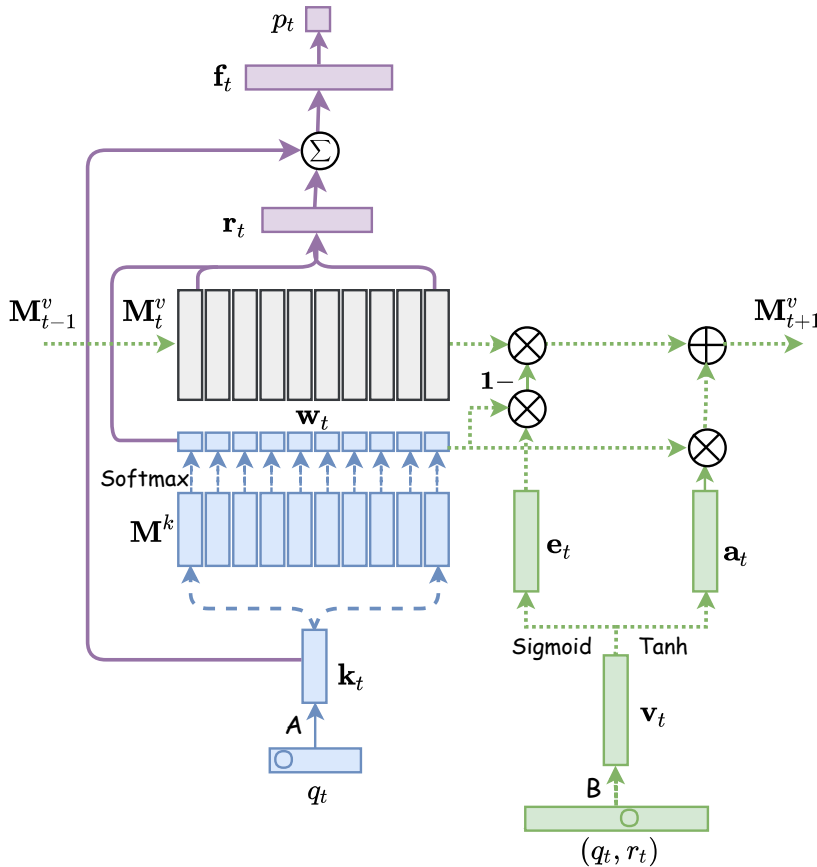 p_t
f_t
∑
r_t
M^v_{t-1} M^v_t M^v_{t+1}
1-
w_t
Softmax
M^k
e_t a_t
Sigmoid Tanh
k_t
v_t
A
B
q_t
(q_t, r_t)